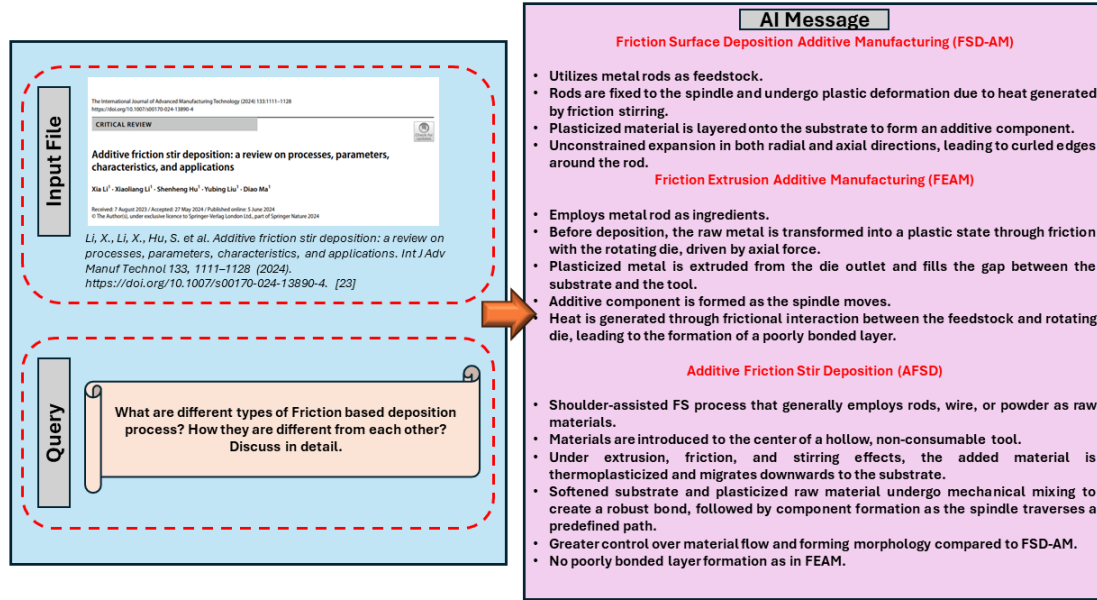 Input File
The International Journal of Advanced Manufacturing Technology (2024) 133:1111–1128
https://doi.org/10.1007/s00170-024-13890-4
CRITICAL REVIEW
Check for
updates
Additive friction stir deposition: a review on processes, parameters,
characteristics, and applications
Xia Li¹ · Xiaoliang Li¹ · Shenheng Hu¹ · Yubing Liu¹ · Diao Ma¹
Received: 7 August 2023 / Accepted: 27 May 2024 / Published online: 5 June 2024
© The Author(s), under exclusive licence to Springer-Verlag London Ltd., part of Springer Nature 2024
Li, X., Li, X., Hu, S. et al. Additive friction stir deposition: a review on
processes, parameters, characteristics, and applications. Int J Adv
Manuf Technol 133, 1111–1128 (2024).
https://doi.org/10.1007/s00170-024-13890-4. [23]
Query
What are different types of Friction based deposition
process? How they are different from each other?
Discuss in detail.
AI Message
Friction Surface Deposition Additive Manufacturing (FSD-AM)
• Utilizes metal rods as feedstock.
• Rods are fixed to the spindle and undergo plastic deformation due to heat generated
by friction stirring.
• Plasticized material is layered onto the substrate to form an additive component.
• Unconstrained expansion in both radial and axial directions, leading to curled edges
around the rod.
Friction Extrusion Additive Manufacturing (FEAM)
• Employs metal rod as ingredients.
• Before deposition, the raw metal is transformed into a plastic state through friction
with the rotating die, driven by axial force.
• Plasticized metal is extruded from the die outlet and fills the gap between the
substrate and the tool.
• Additive component is formed as the spindle moves.
• Heat is generated through frictional interaction between the feedstock and rotating
die, leading to the formation of a poorly bonded layer.
Additive Friction Stir Deposition (AFSD)
• Shoulder-assisted FS process that generally employs rods, wire, or powder as raw
materials.
• Materials are introduced to the center of a hollow, non-consumable tool.
• Under extrusion, friction, and stirring effects, the added material is
thermoplasticized and migrates downwards to the substrate.
• Softened substrate and plasticized raw material undergo mechanical mixing to
create a robust bond, followed by component formation as the spindle traverses a
predefined path.
• Greater control over material flow and forming morphology compared to FSD-AM.
• No poorly bonded layer formation as in FEAM.